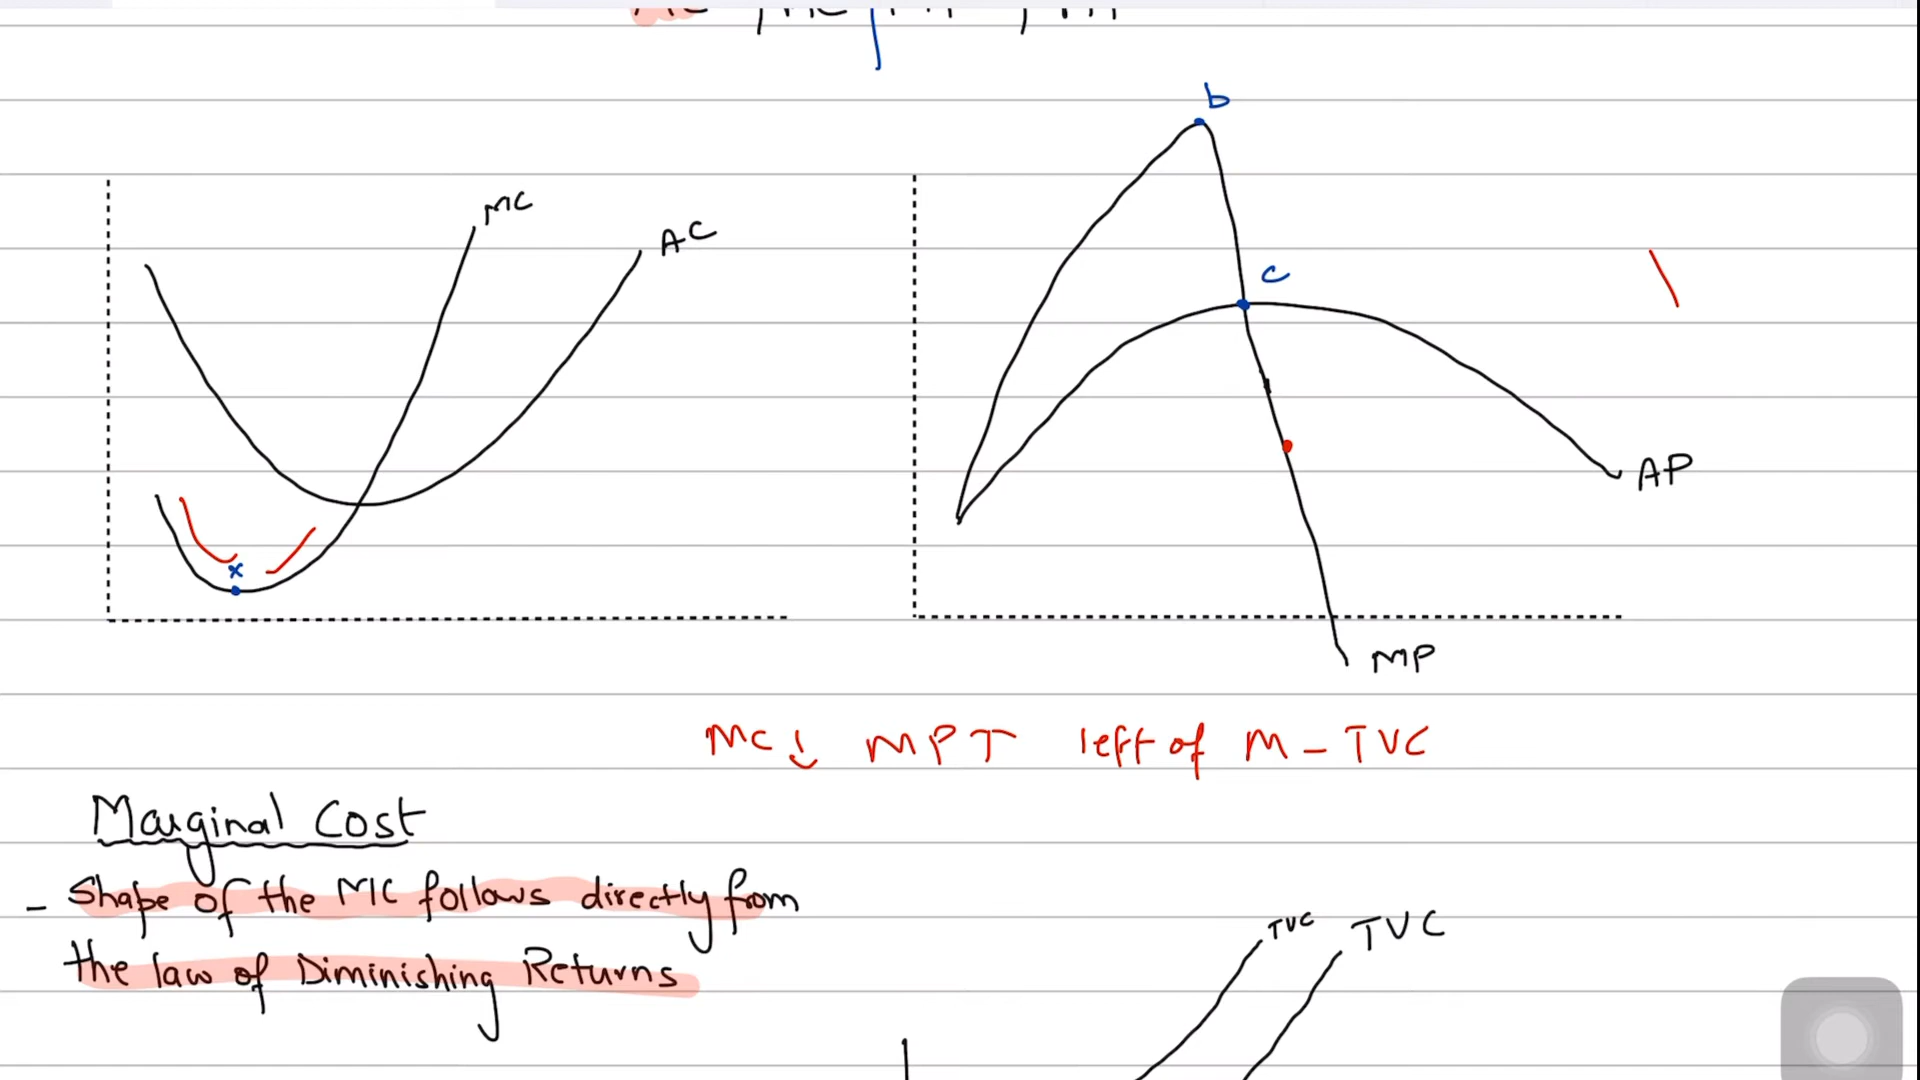 b
MC
AC
c
x
AP
MP
MC↓ MP↑ left of M - TVC
Marginal Cost
- Shape of the MC follows directly from
the law of Diminishing Returns
TVC TVC